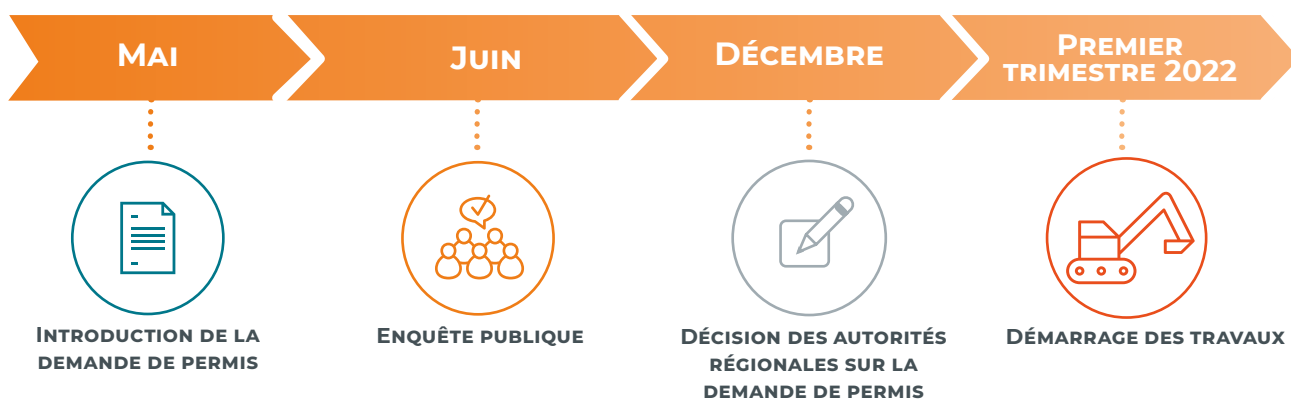 Mai
Juin
Décembre
Premier
trimestre 2022
Introduction de la
demande de permis
Enquête publique
Décision des autorités
régionales sur la
demande de permis
Démarrage des travaux